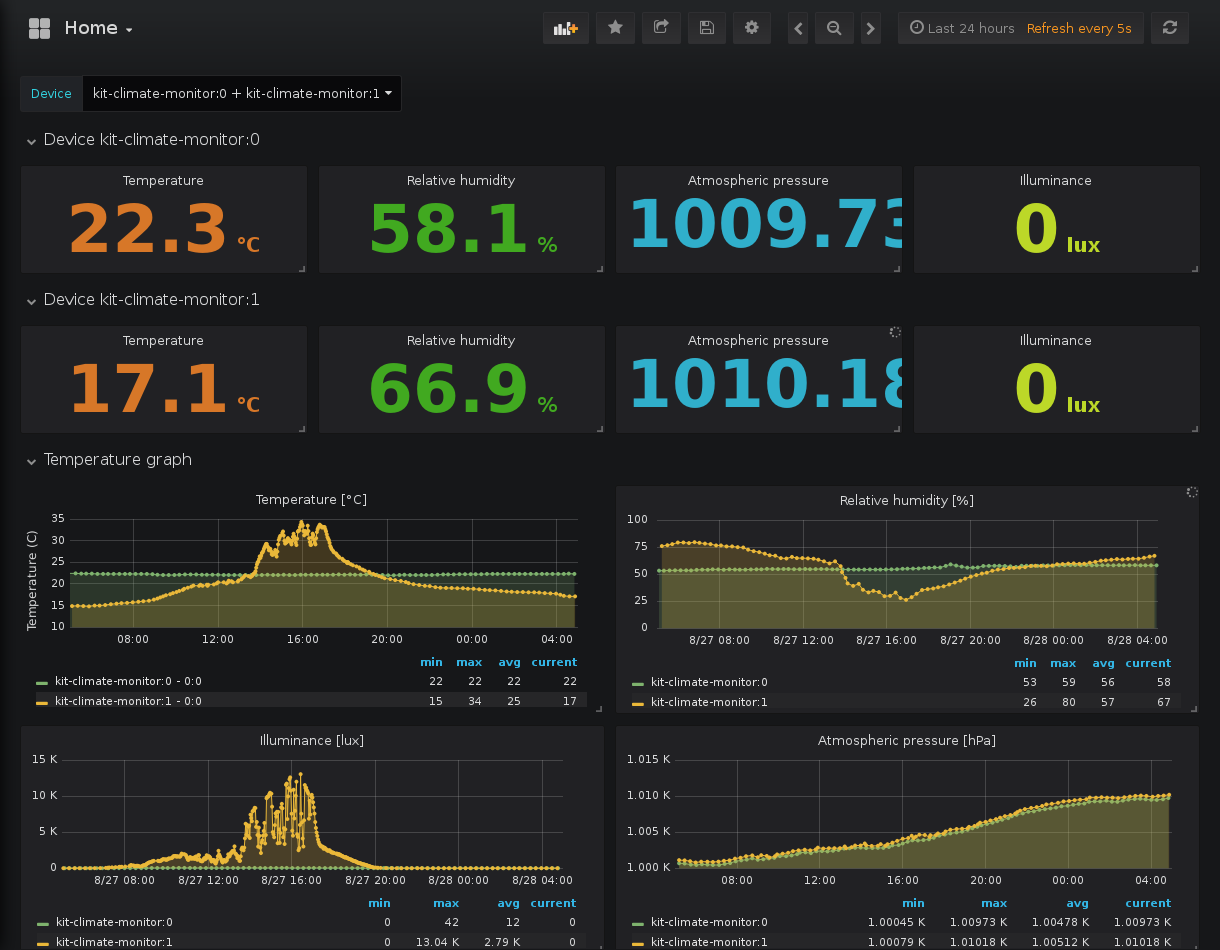 Home
Last 24 hours Refresh every 5s
Device kit-climate-monitor:0 + kit-climate-monitor:1
Device kit-climate-monitor:0
Temperature Relative humidity Atmospheric pressure Illuminance
22.3 °C 58.1 % 1009.73 0 lux
Device kit-climate-monitor:1
Temperature Relative humidity Atmospheric pressure Illuminance
17.1 °C 66.9 % 1010.18 0 lux
Temperature graph
Temperature [°C]
Temperature (C)
35
30
25
20
15
10
08:00 12:00 16:00 20:00 00:00 04:00
min max avg current
kit-climate-monitor:0 - 0:0 22 22 22 22
kit-climate-monitor:1 - 0:0 15 34 25 17
Relative humidity [%]
100
75
50
25
0
8/27 08:00 8/27 12:00 8/27 16:00 8/27 20:00 8/28 00:00 8/28 04:00
min max avg current
kit-climate-monitor:0 53 59 56 58
kit-climate-monitor:1 26 80 57 67
Illuminance [lux]
15 K
10 K
5 K
0
8/27 08:00 8/27 12:00 8/27 16:00 8/27 20:00 8/28 00:00 8/28 04:00
min max avg current
kit-climate-monitor:0 0 42 12 0
kit-climate-monitor:1 0 13.04 K 2.79 K 0
Atmospheric pressure [hPa]
1.015 K
1.010 K
1.005 K
1.000 K
08:00 12:00 16:00 20:00 00:00 04:00
min max avg current
kit-climate-monitor:0 1.00045 K 1.00973 K 1.00478 K 1.00973 K
kit-climate-monitor:1 1.00079 K 1.01018 K 1.00512 K 1.01018 K